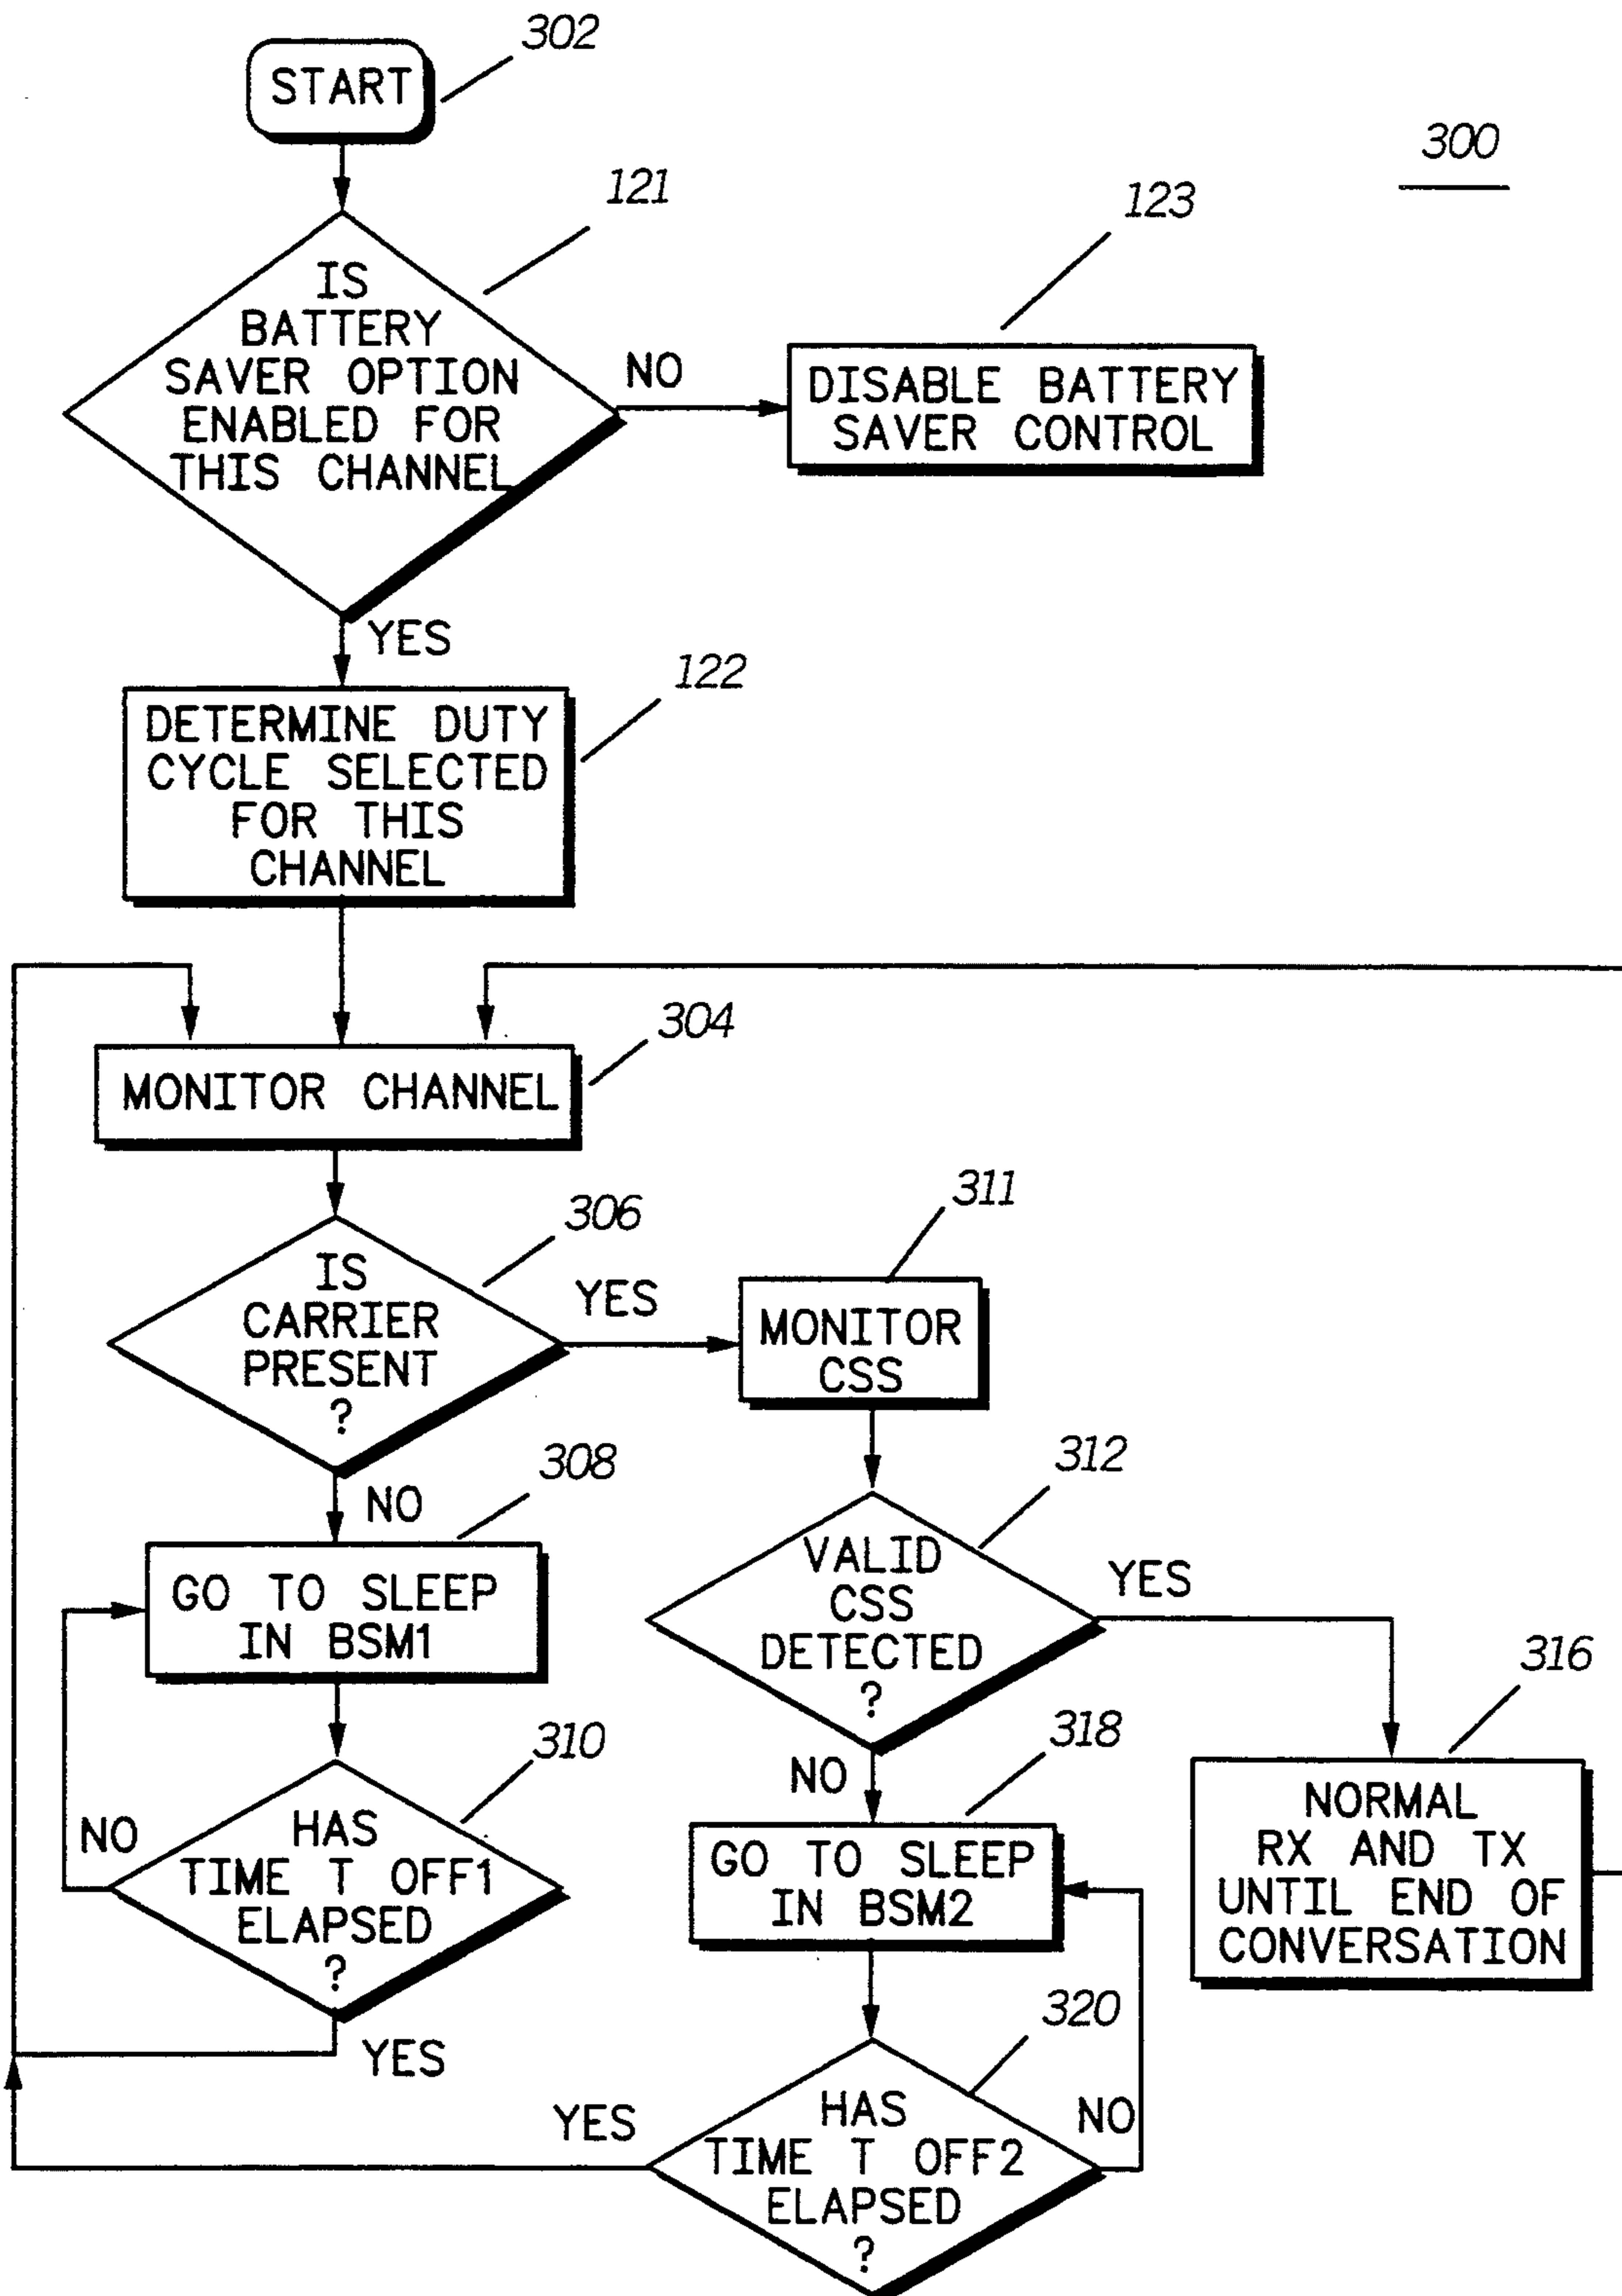 302
START
300
121
123
IS
BATTERY
SAVER OPTION
ENABLED FOR
THIS CHANNEL
NO
DISABLE BATTERY
SAVER CONTROL
YES
122
DETERMINE DUTY
CYCLE SELECTED
FOR THIS
CHANNEL
304
MONITOR CHANNEL
306
311
IS
CARRIER
PRESENT
?
YES
MONITOR
CSS
NO
308
312
GO TO SLEEP
IN BSM1
VALID
CSS
DETECTED
?
YES
310
318
316
NO
HAS
TIME T OFF1
ELAPSED
?
YES
NO
GO TO SLEEP
IN BSM2
NORMAL
RX AND TX
UNTIL END OF
CONVERSATION
320
YES
HAS
TIME T OFF2
ELAPSED
?
NO